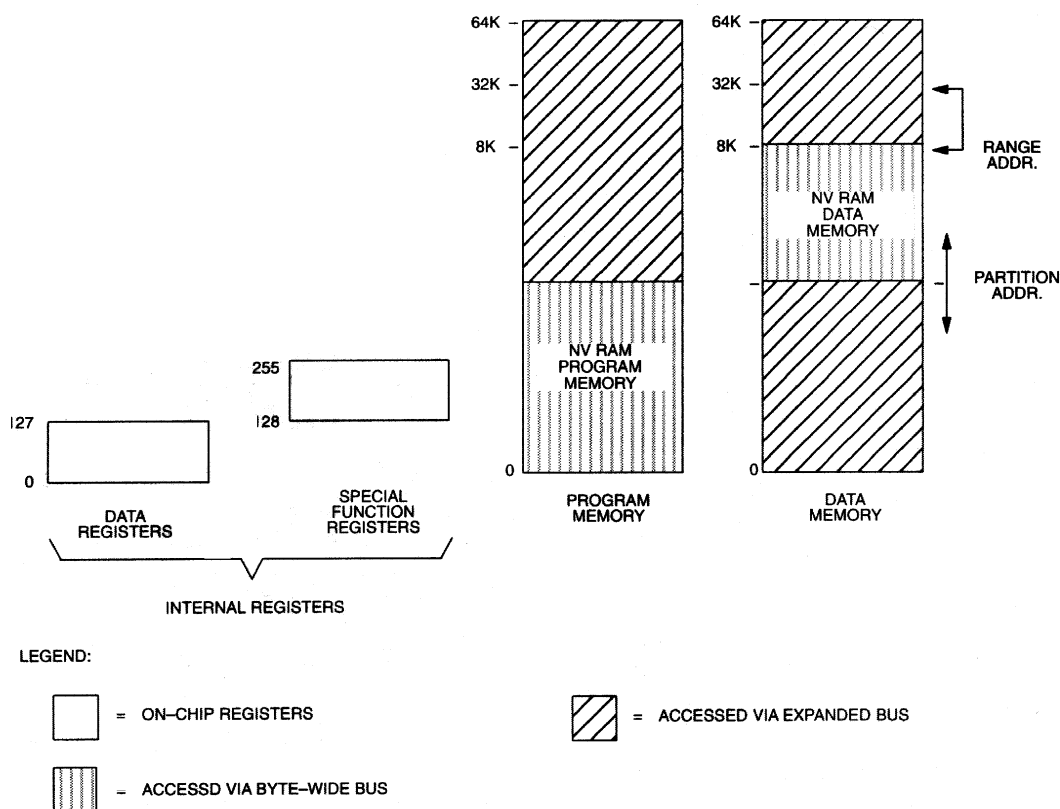 64K
32K
8K
0
NV RAM
PROGRAM
MEMORY
PROGRAM
MEMORY
64K
32K
8K
0
NV RAM
DATA
MEMORY
DATA
MEMORY
RANGE
ADDR.
PARTITION
ADDR.
127
0
DATA
REGISTERS
255
128
SPECIAL
FUNCTION
REGISTERS
INTERNAL REGISTERS
LEGEND:
= ON–CHIP REGISTERS
= ACCESSED VIA EXPANDED BUS
= ACCESSD VIA BYTE–WIDE BUS